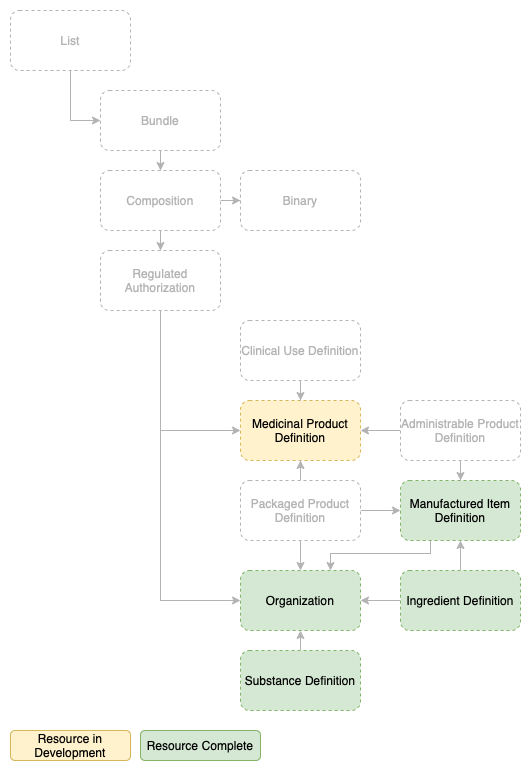 List
Bundle
Composition
Binary
Regulated
Authorization
Clinical Use Definition
Medicinal Product
Definition
Administrable Product
Definition
Packaged Product
Definition
Manufactured Item
Definition
Organization
Ingredient Definition
Substance Definition
Resource in
Development
Resource Complete